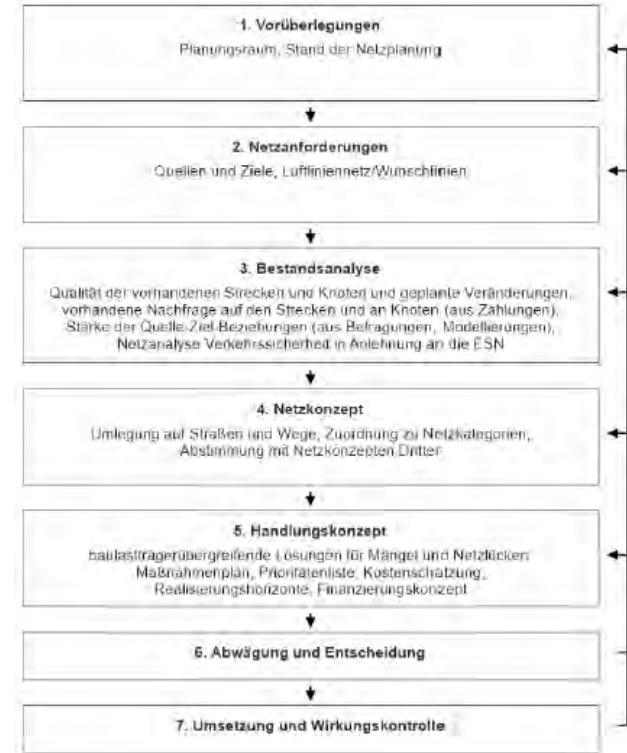 1. Vorüberlegungen
Planungsraum, Stand der Netzplanung
2. Netzanforderungen
Quellen und Ziele, Luftliniennetz/Wunschlinien
3. Bestandsanalyse
Qualität der vorhandenen Strecken und Knoten und geplante Veränderungen,
vorhandene Nachfrage auf den Strecken und an Knoten (aus Zählungen),
Stärke der Quelle-Ziel-Beziehungen (aus Befragungen, Modellierungen),
Netzanalyse Verkehrssicherheit in Anlehnung an die ESN
4. Netzkonzept
Umlegung auf Straßen und Wege, Zuordnung zu Netzkategorien,
Abstimmung mit Netzkonzepten Dritter
5. Handlungskonzept
baulastträgerübergreifende Lösungen für Mängel und Netzlücken
Maßnahmenplan, Prioritätenliste, Kostenschätzung,
Realisierungshorizonte, Finanzierungskonzept
6. Abwägung und Entscheidung
7. Umsetzung und Wirkungskontrolle